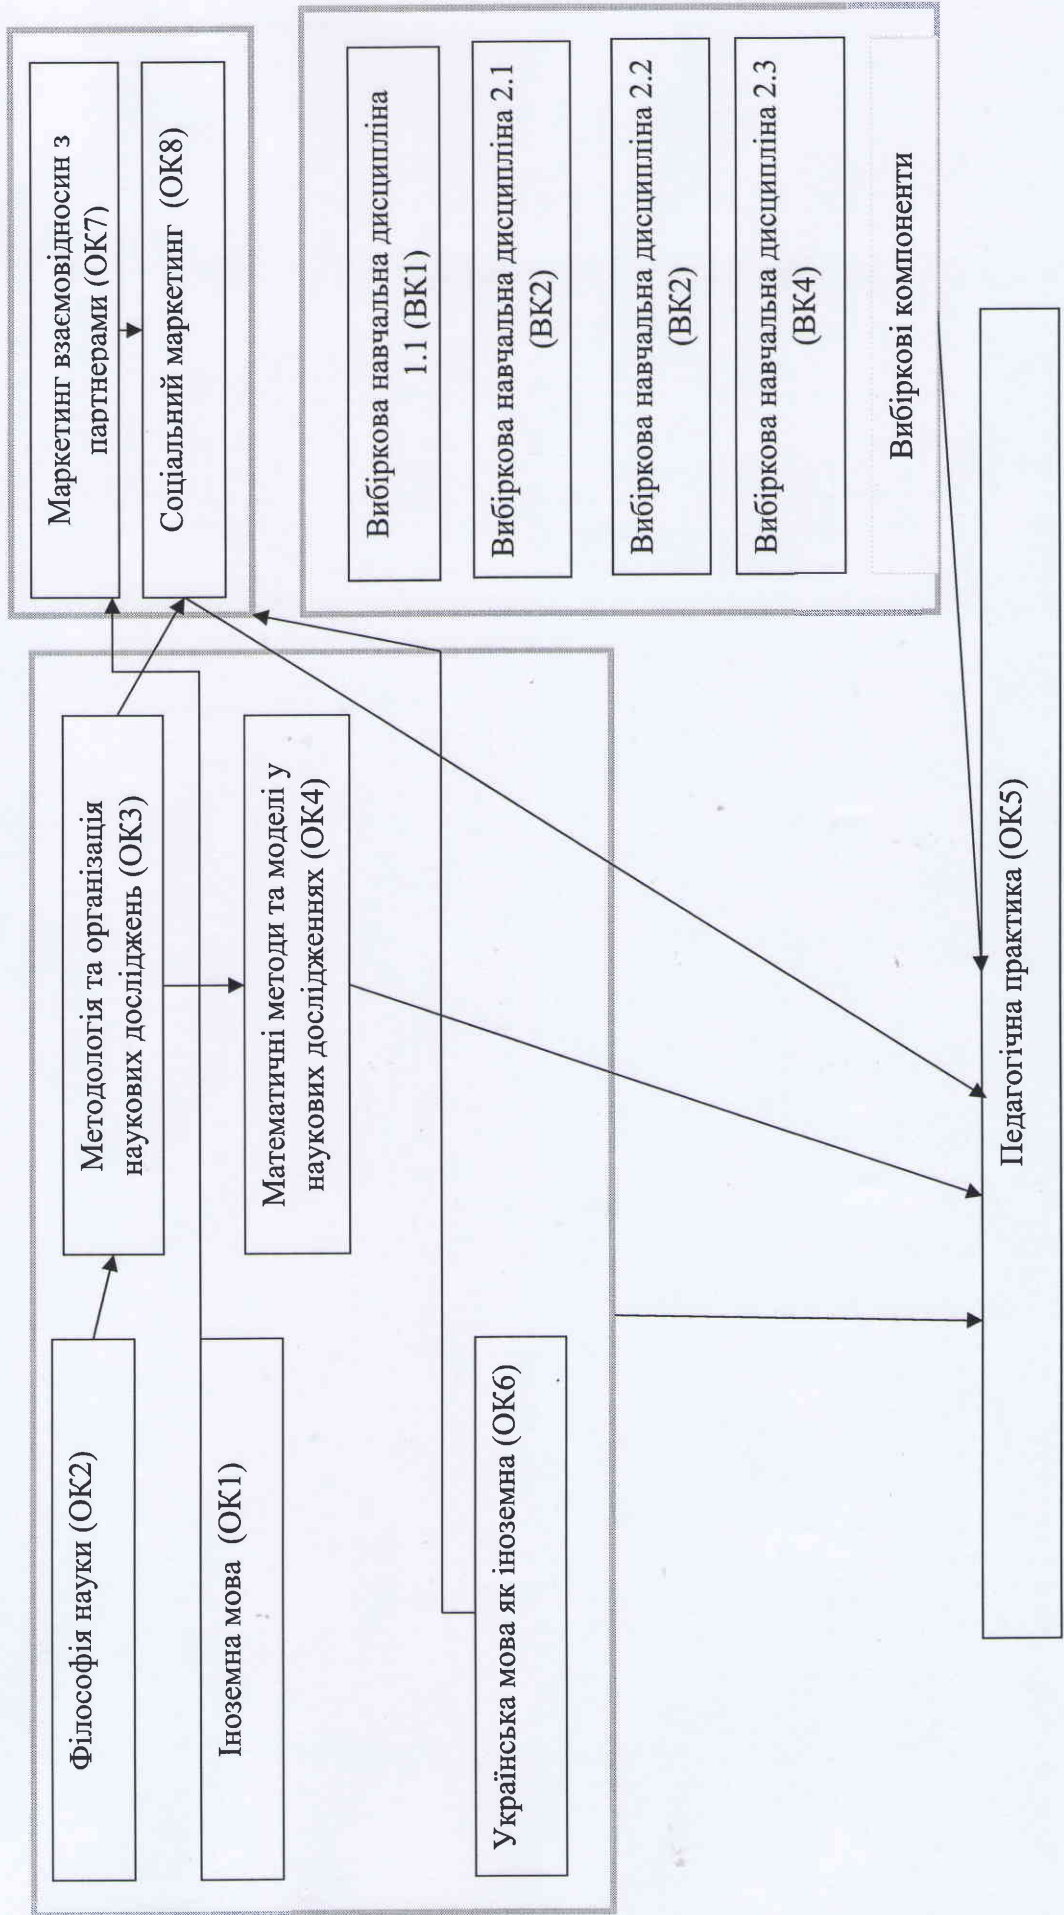 Філософія науки (ОК2)
Іноземна мова (ОК1)
Українська мова як іноземна (ОК6)
Методологія та організація
наукових досліджень (ОК3)
Математичні методи та моделі у
наукових дослідженнях (ОК4)
Маркетинг взаємовідносин з
партнерами (ОК7)
Соціальний маркетинг (ОК8)
Вибіркова навчальна дисципліна
1.1 (ВК1)
Вибіркова навчальна дисципліна 2.1
(ВК2)
Вибіркова навчальна дисципліна 2.2
(ВК2)
Вибіркова навчальна дисципліна 2.3
(ВК4)
Вибіркові компоненти
Педагогічна практика (ОК5)